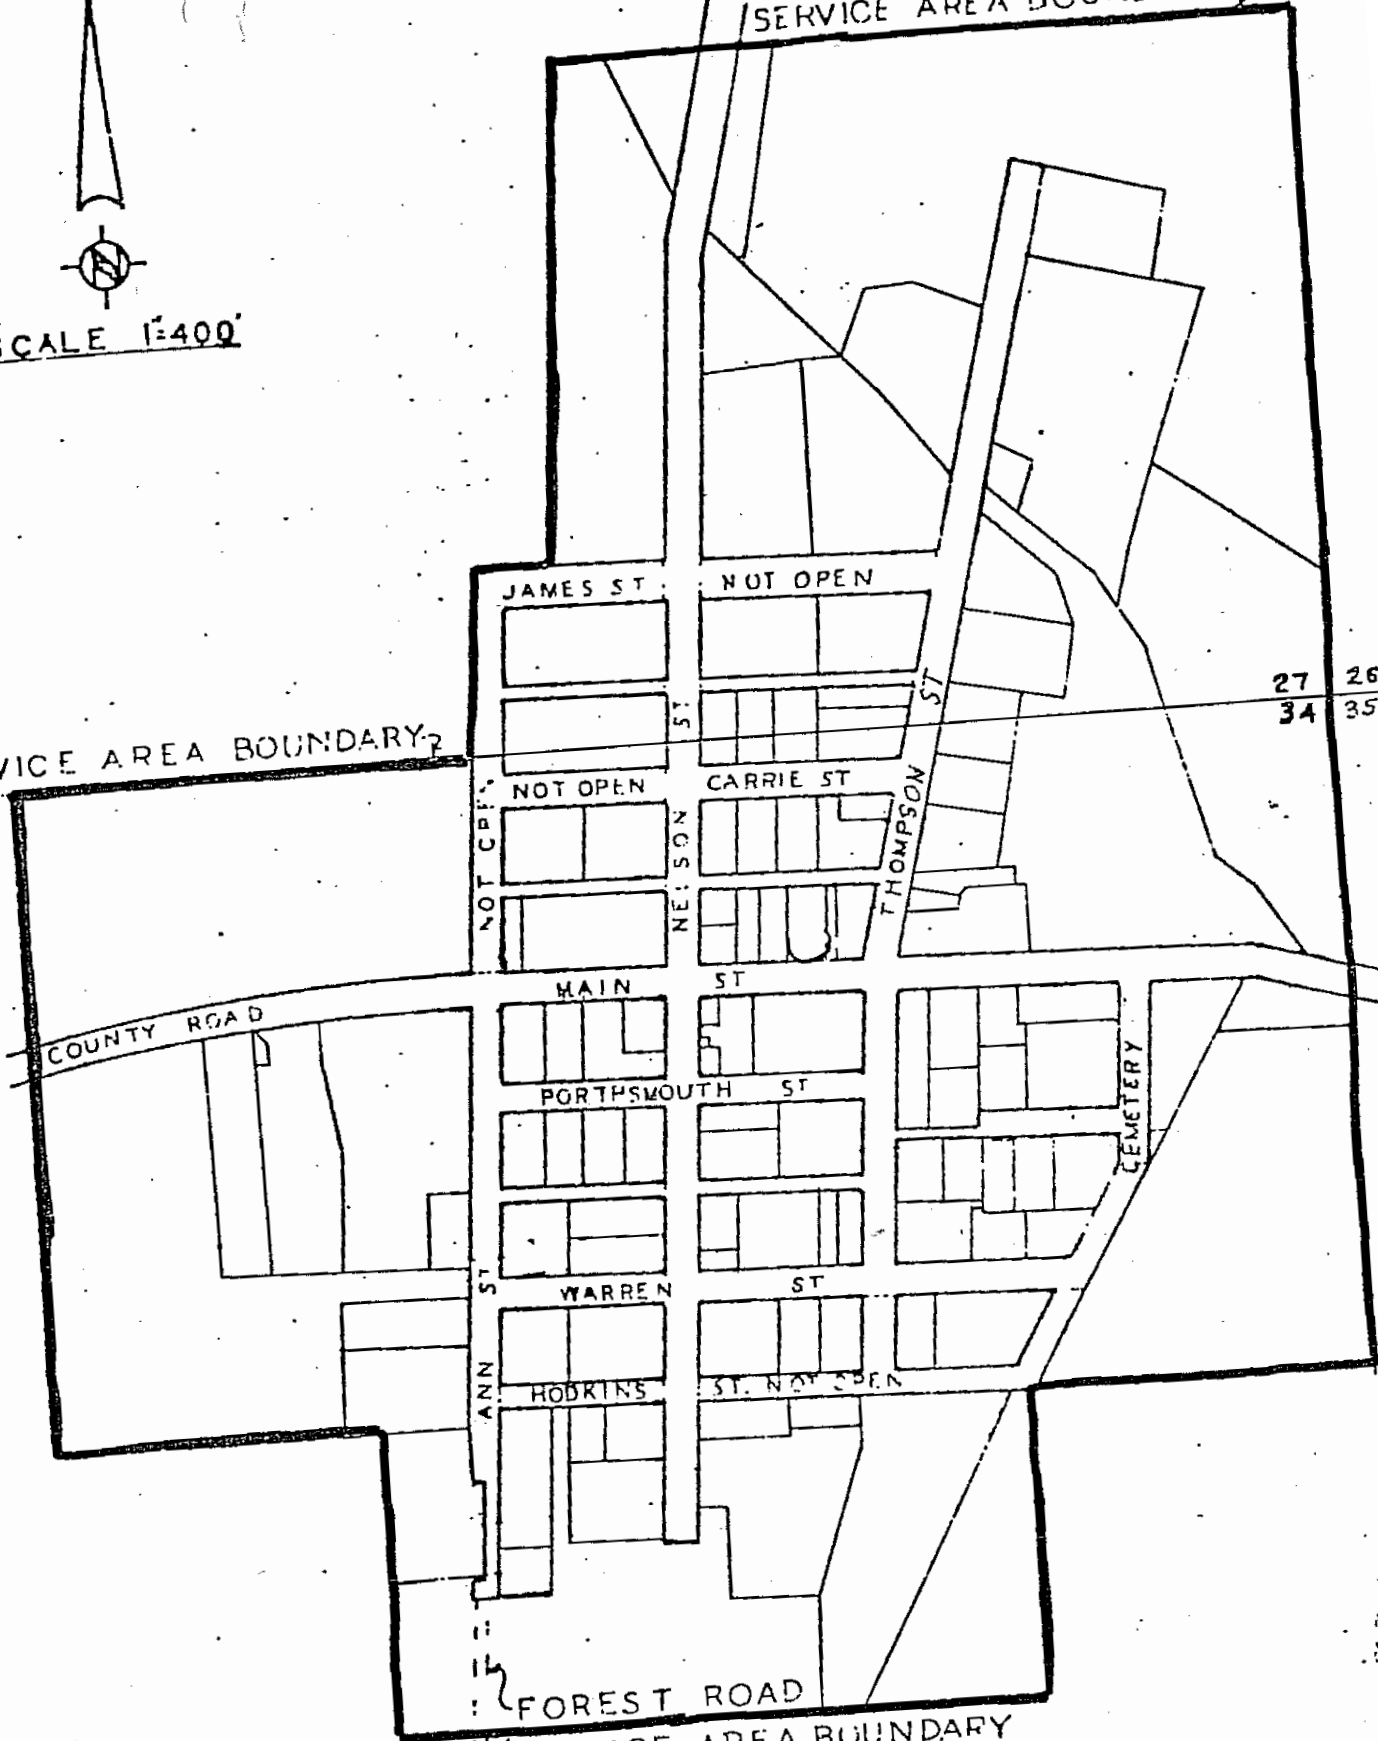 SERVICE AREA
N
SCALE 1"=400'
JAMES ST. NOT OPEN
ST
ST
27 26
34 35
VICE AREA BOUNDARY
NOT OPEN CARRIE ST
NOT OPEN
NELSON
THOMPSON
MAIN ST
COUNTY ROAD
PORTHSMOUTH ST
CEMETERY
WARREN ST
ST
ANN
HODKINS ST. NOT OPEN
FOREST ROAD
AREA BOUNDARY